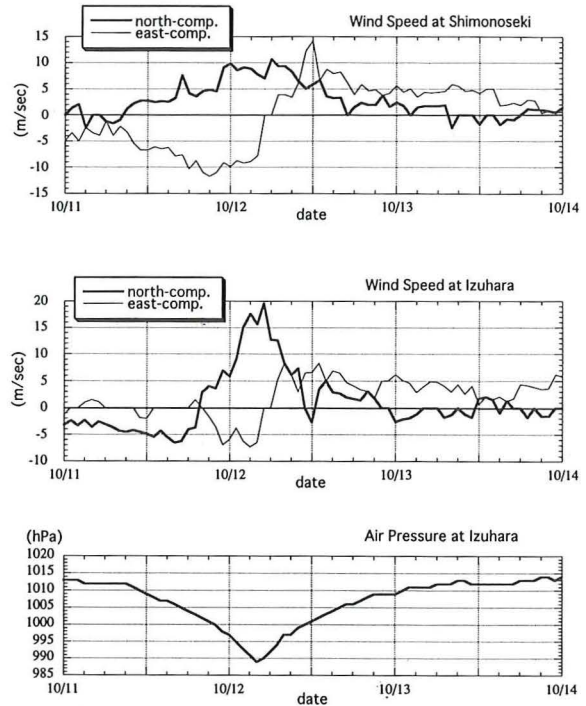 Wind Speed at Shimonoseki
north-comp.
east-comp.
15
10
5
0
-5
-10
-15
(m/sec)
10/11 10/12 10/13 10/14
date
Wind Speed at Izuhara
north-comp.
east-comp.
20
15
10
5
0
-5
-10
(m/sec)
10/11 10/12 10/13 10/14
date
(hPa) Air Pressure at Izuhara
1020
1015
1010
1005
1000
995
990
985
10/11 10/12 10/13 10/14
date